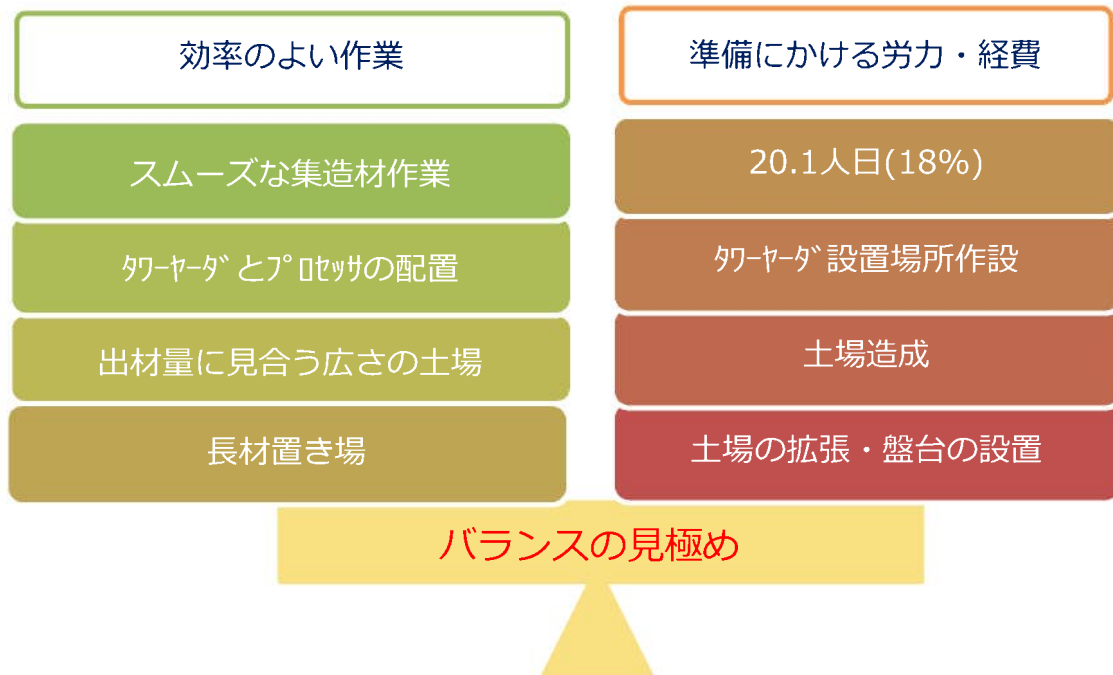 効率のよい作業
スムーズな集造材作業
ﾀﾜｰﾔｰﾀﾞとﾌﾟﾛｾｯｻの配置
出材量に見合う広さの土場
長材置き場
準備にかける労力・経費
20.1人日(18%)
ﾀﾜｰﾔｰﾀﾞ設置場所作設
土場造成
土場の拡張・盤台の設置
バランスの見極め